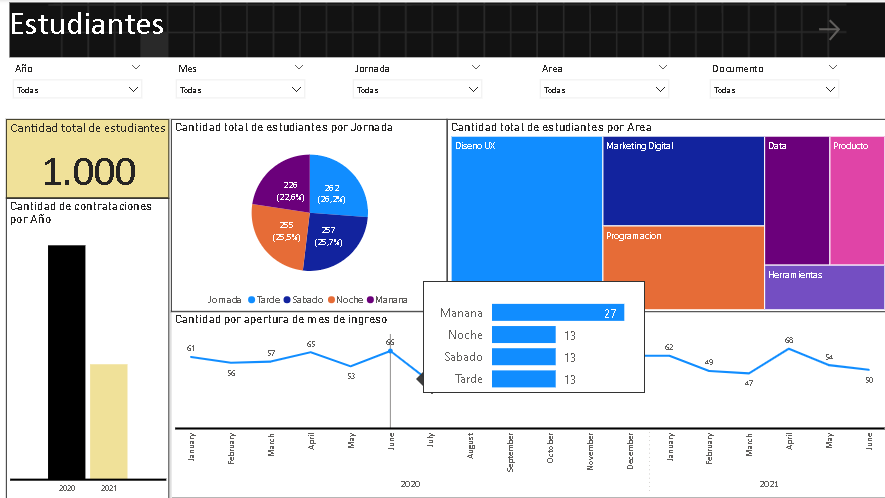 Estudiantes
Año
Mes
Jornada
Area
Documento
Todas
Todas
Todas
Todas
Todas
Cantidad total de estudiantes
1.000
Cantidad de contrataciones
por Año
2020
2021
Cantidad total de estudiantes por Jornada
226
(22,6%)
262
(26,2%)
255
(25,5%)
257
(25,7%)
Jornada Tarde Sabado Noche Manana
Cantidad total de estudiantes por Area
Diseno UX
Marketing Digital
Data
Producto
Programacion
Herramientas
Cantidad por apertura de mes de ingreso
Manana 27
Noche 13
Sabado 13
Tarde 13
61
56
57
65
53
66
62
49
47
68
54
50
January
February
March
April
May
June
July
August
September
October
November
December
January
February
March
April
May
June
2020
2021